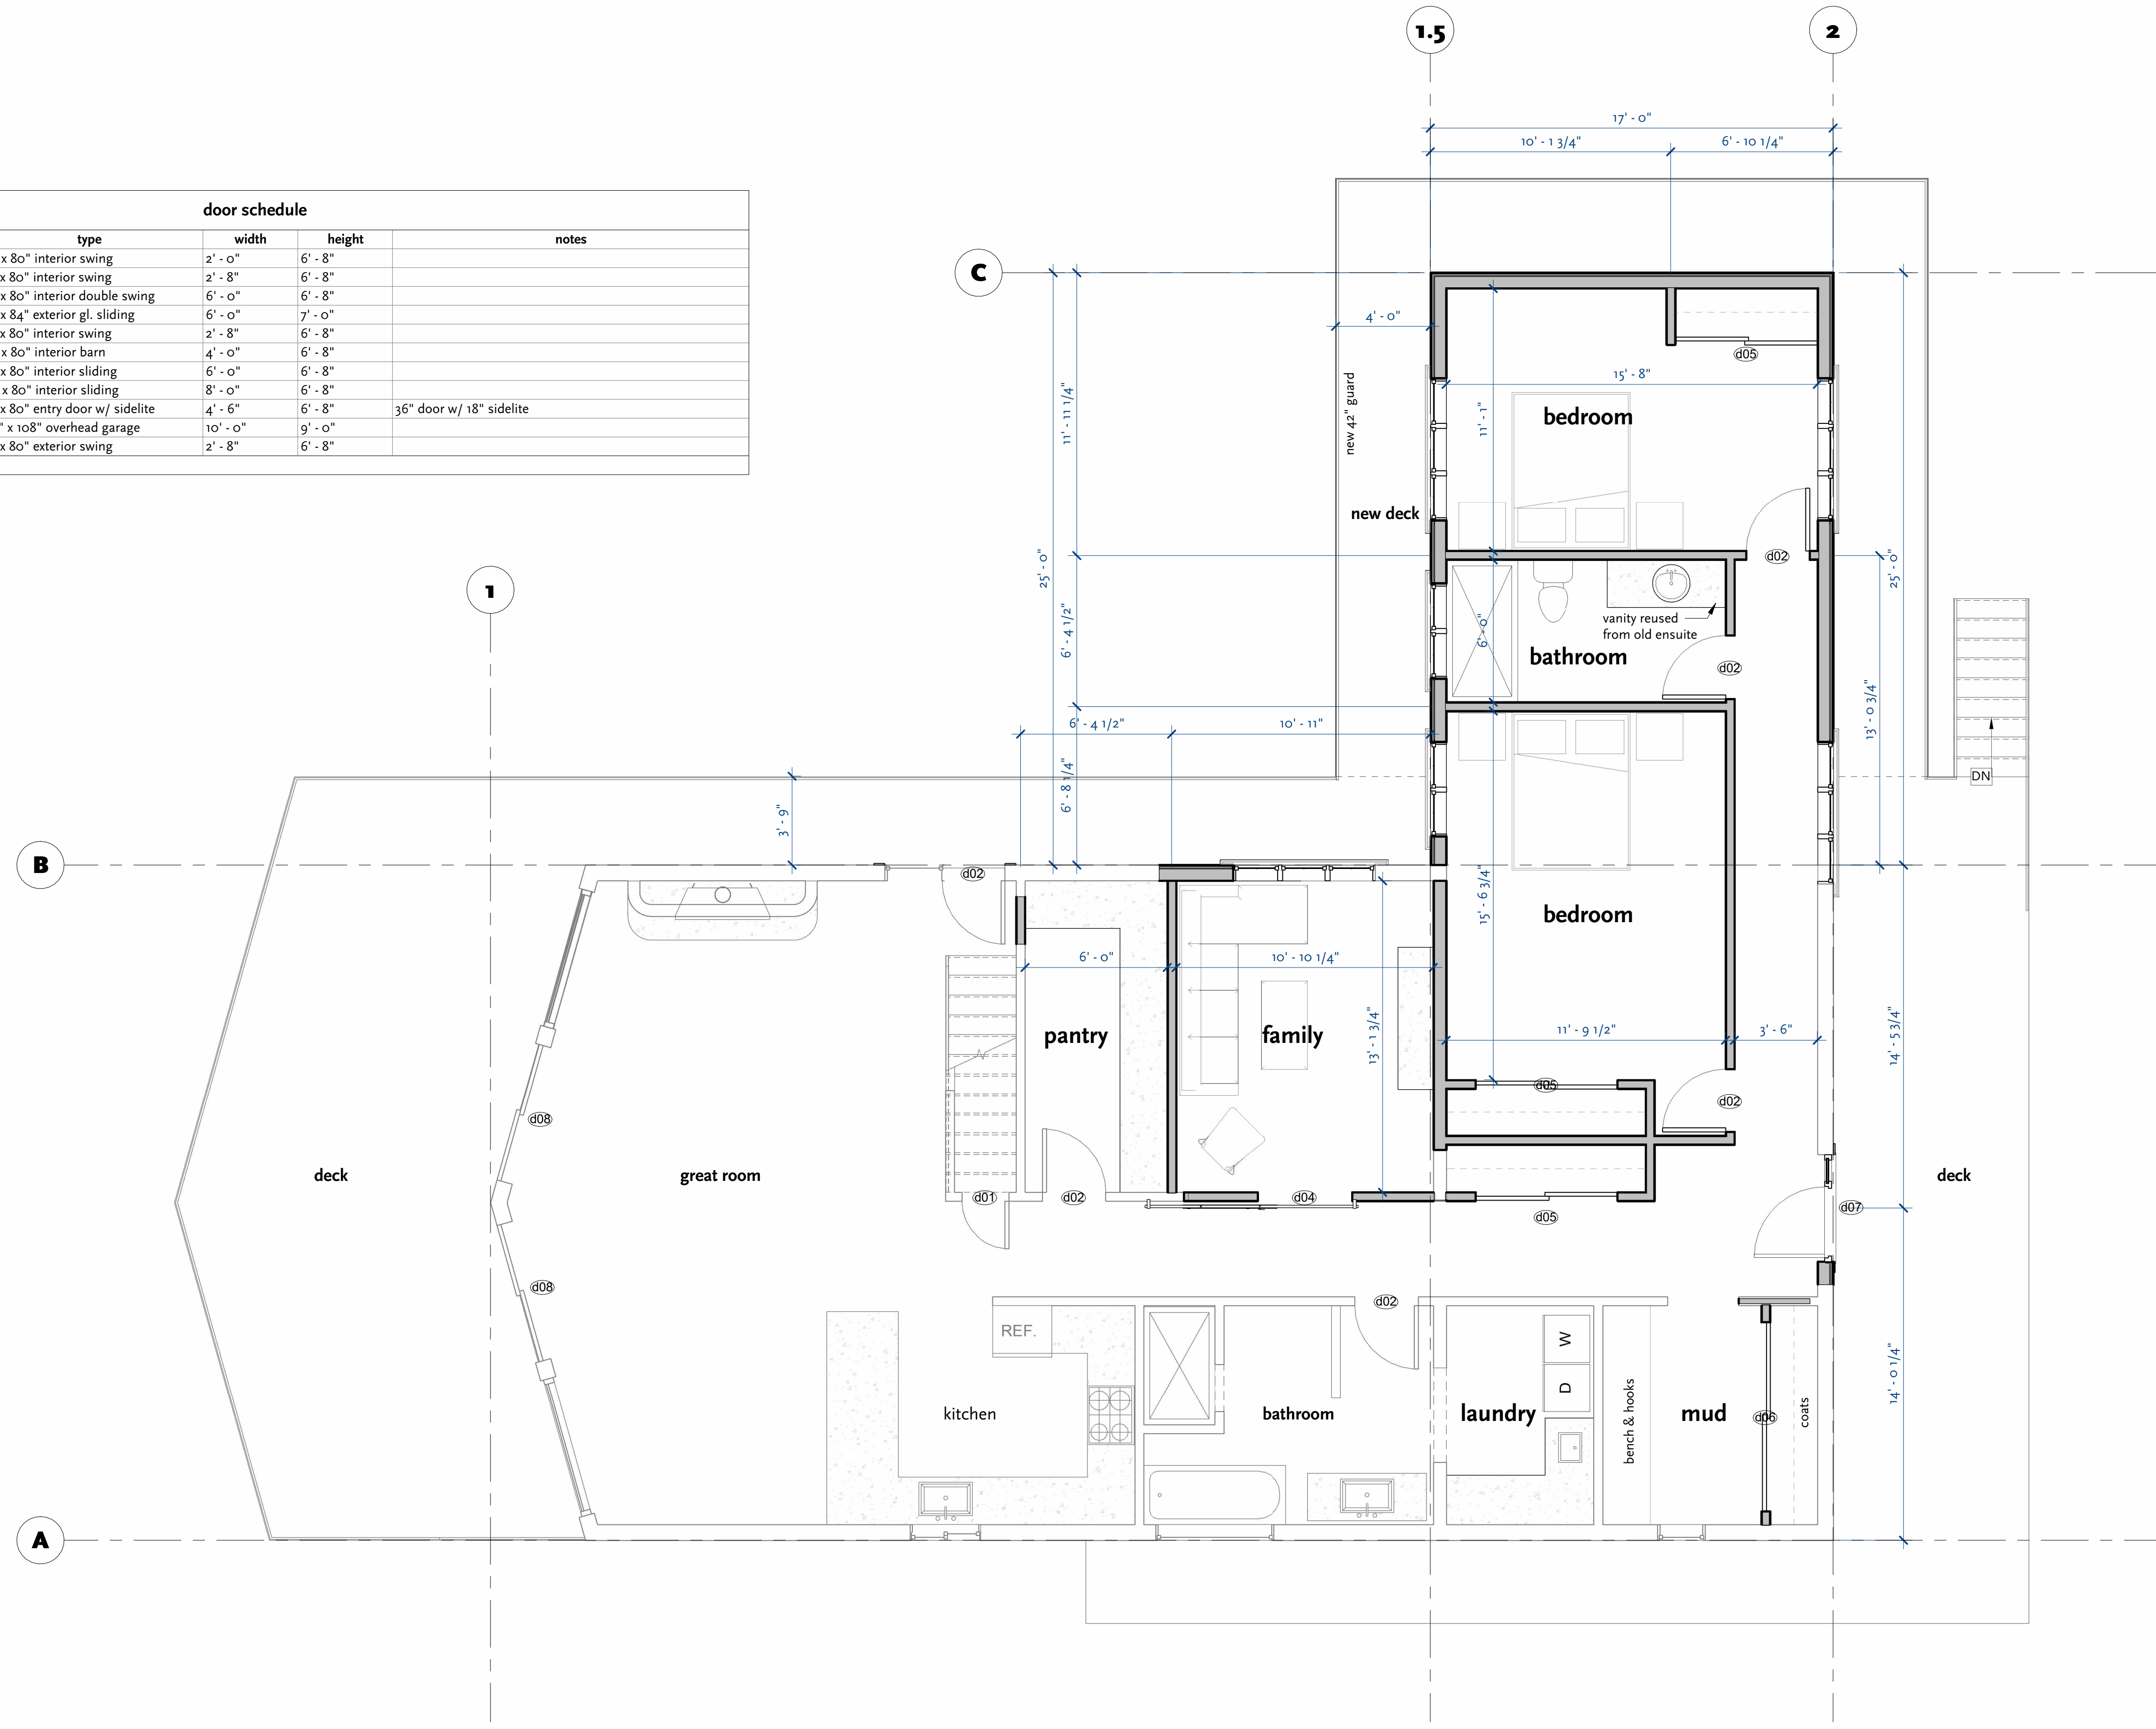 1.5
2
17' - 0"
10' - 1 3/4"
6' - 10 1/4"
door schedule
type width height notes
x 80" interior swing 2' - 0" 6' - 8"
x 80" interior swing 2' - 8" 6' - 8"
x 80" interior double swing 6' - 0" 6' - 8"
x 84" exterior gl. sliding 6' - 0" 7' - 0"
x 80" interior swing 2' - 8" 6' - 8"
x 80" interior barn 4' - 0" 6' - 8"
x 80" interior sliding 6' - 0" 6' - 8"
x 80" interior sliding 8' - 0" 6' - 8"
x 80" entry door w/ sidelite 4' - 6" 6' - 8" 36" door w/ 18" sidelite
" x 108" overhead garage 10' - 0" 9' - 0"
x 80" exterior swing 2' - 8" 6' - 8"
C
4' - 0"
d05
15' - 8"
new 42" guard
11' - 11 1/4"
11' - 1"
bedroom
new deck
d02
25' - 0"
25' - 0"
1
6' - 4 1/2"
6' - 0"
vanity reused
from old ensuite
bathroom
d02
13' - 0 3/4"
6' - 4 1/2"
10' - 11"
6' - 8 1/4"
3' - 9"
DN
B
d02
15' - 6 3/4"
bedroom
6' - 0"
10' - 10 1/4"
pantry
family
13' - 1 3/4"
11' - 9 1/2"
3' - 6"
14' - 5 3/4"
d05
d02
d08
deck
great room
deck
d01
d02
d04
d05
d07
d08
d02
REF.
W
D
kitchen
bathroom
laundry
bench & hooks
mud
d06
coats
14' - 0 1/4"
A